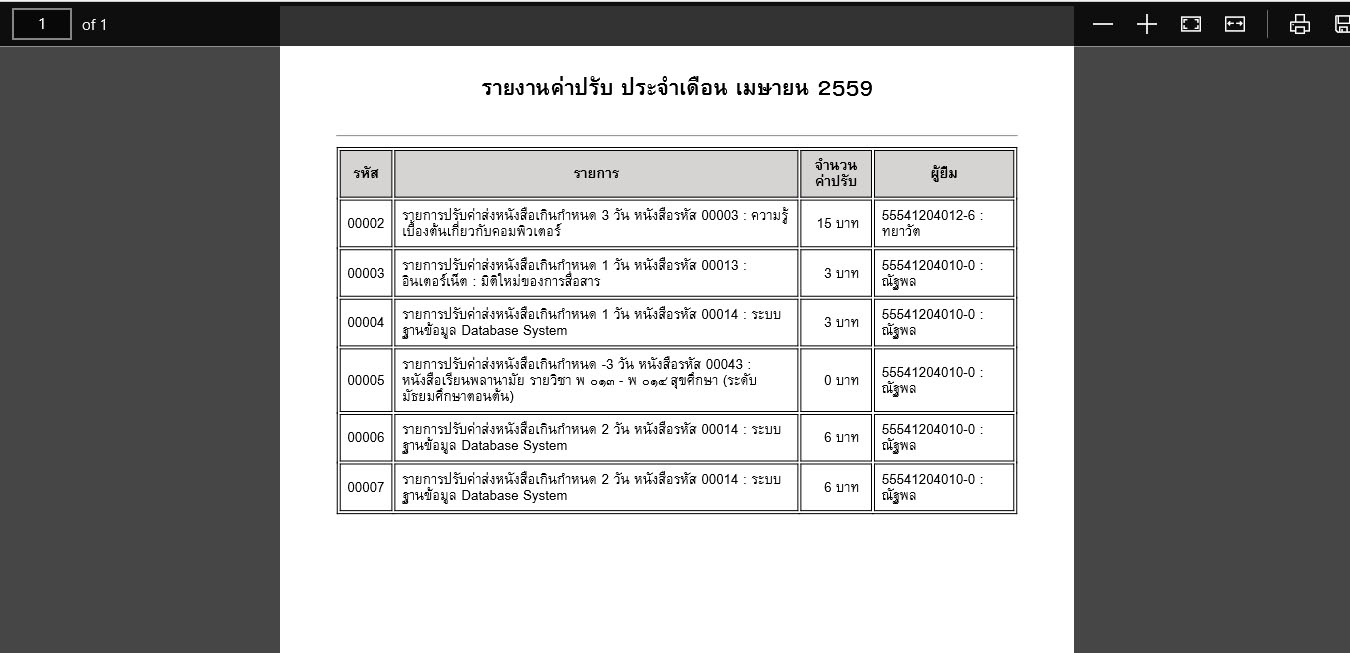 1 of 1
รายงานค่าปรับ ประจำเดือน เมษายน 2559
รหัส
รายการ
จำนวน
ค่าปรับ
ผู้ยืม
00002
รายการปรับค่าส่งหนังสือเกินกำหนด 3 วัน หนังสือรหัส 00003 : ความรู้
เบื้องต้นเกี่ยวกับคอมพิวเตอร์
15 บาท
55541204012-6 :
ทยาวัต
00003
รายการปรับค่าส่งหนังสือเกินกำหนด 1 วัน หนังสือรหัส 00013 :
อินเตอร์เน็ต : มิติใหม่ของการสื่อสาร
3 บาท
55541204010-0 :
ณัฐพล
00004
รายการปรับค่าส่งหนังสือเกินกำหนด 1 วัน หนังสือรหัส 00014 : ระบบ
ฐานข้อมูล Database System
3 บาท
55541204010-0 :
ณัฐพล
00005
รายการปรับค่าส่งหนังสือเกินกำหนด -3 วัน หนังสือรหัส 00043 :
หนังสือเรียนพลานามัย รายวิชา พ ๐๑๓ - พ ๐๑๔ สุขศึกษา (ระดับ
มัธยมศึกษาตอนต้น)
0 บาท
55541204010-0 :
ณัฐพล
00006
รายการปรับค่าส่งหนังสือเกินกำหนด 2 วัน หนังสือรหัส 00014 : ระบบ
ฐานข้อมูล Database System
6 บาท
55541204010-0 :
ณัฐพล
00007
รายการปรับค่าส่งหนังสือเกินกำหนด 2 วัน หนังสือรหัส 00014 : ระบบ
ฐานข้อมูล Database System
6 บาท
55541204010-0 :
ณัฐพล